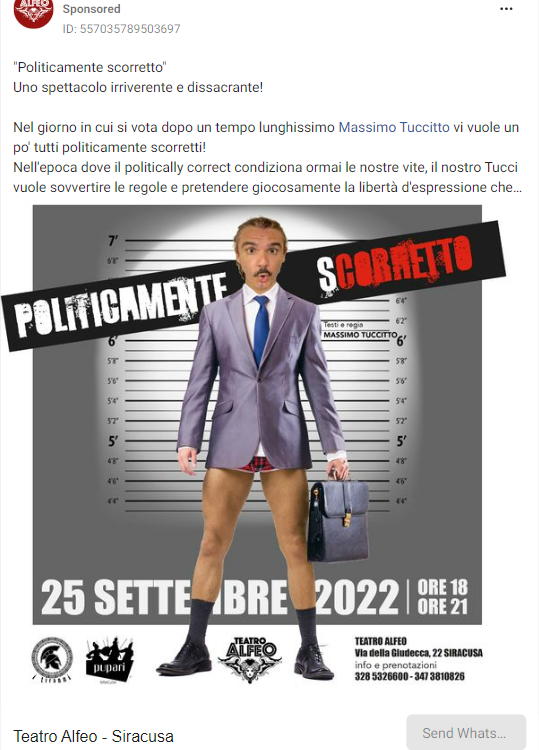 ALFEO
Sponsored
ID: 557035789503697
"Politicamente scorretto"
Uno spettacolo irriverente e dissacrante!
Nel giorno in cui si vota dopo un tempo lunghissimo Massimo Tuccitto vi vuole un
po' tutti politicamente scorretti!
Nell'epoca dove il politically correct condiziona ormai le nostre vite, il nostro Tucci
vuole sovvertire le regole e pretendere giocosamente la libertà d'espressione che...
7'
6'8"
POLITICAMENTE SCORRETTO
6'4"
6'2"
Testi e regia
MASSIMO TUCCITTO
6' 6'
5'8" 5'8"
5'6" 5'6"
5'4" 5'4"
5'2" 5'2"
5' 5'
4'8" 4'8"
4'6" 4'6"
4'4" 4'4"
25 SETTEMBRE 2022 ORE 18
ORE 21
i tiranni
pupari
TEATRO
ALFEO
TEATRO ALFEO
Via della Giudecca, 22 SIRACUSA
info e prenotazioni
328 5326600 - 347 3810826
Teatro Alfeo - Siracusa
Send Whats...